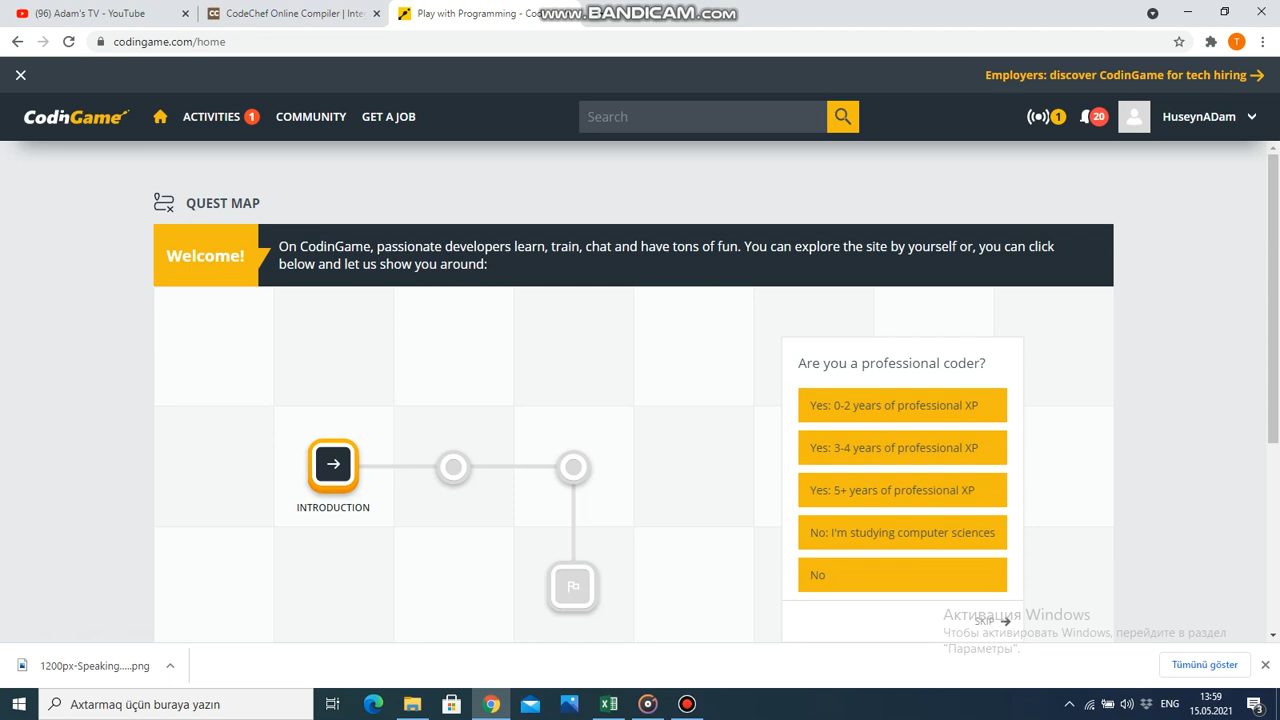 (96) Adam's TV - YouTube
CodeChef Online Compiler | Inte
Play with Programming - Co
www.BANDICAM.com
codingame.com/home
T
Employers: discover CodinGame for tech hiring
CodinGame
ACTIVITIES 1
COMMUNITY
GET A JOB
Search
1
20
HuseynADam
QUEST MAP
Welcome!
On CodinGame, passionate developers learn, train, chat and have tons of fun. You can explore the site by yourself or, you can click
below and let us show you around:
Are you a professional coder?
Yes: 0-2 years of professional XP
Yes: 3-4 years of professional XP
Yes: 5+ years of professional XP
No: I'm studying computer sciences
No
INTRODUCTION
SKIP
Активация Windows
Чтобы активировать Windows, перейдите в раздел
"Параметры".
1200px-Speaking.....png
Tümünü göster
Axtarmaq üçün buraya yazın
ENG
13:59
15.05.2021
3